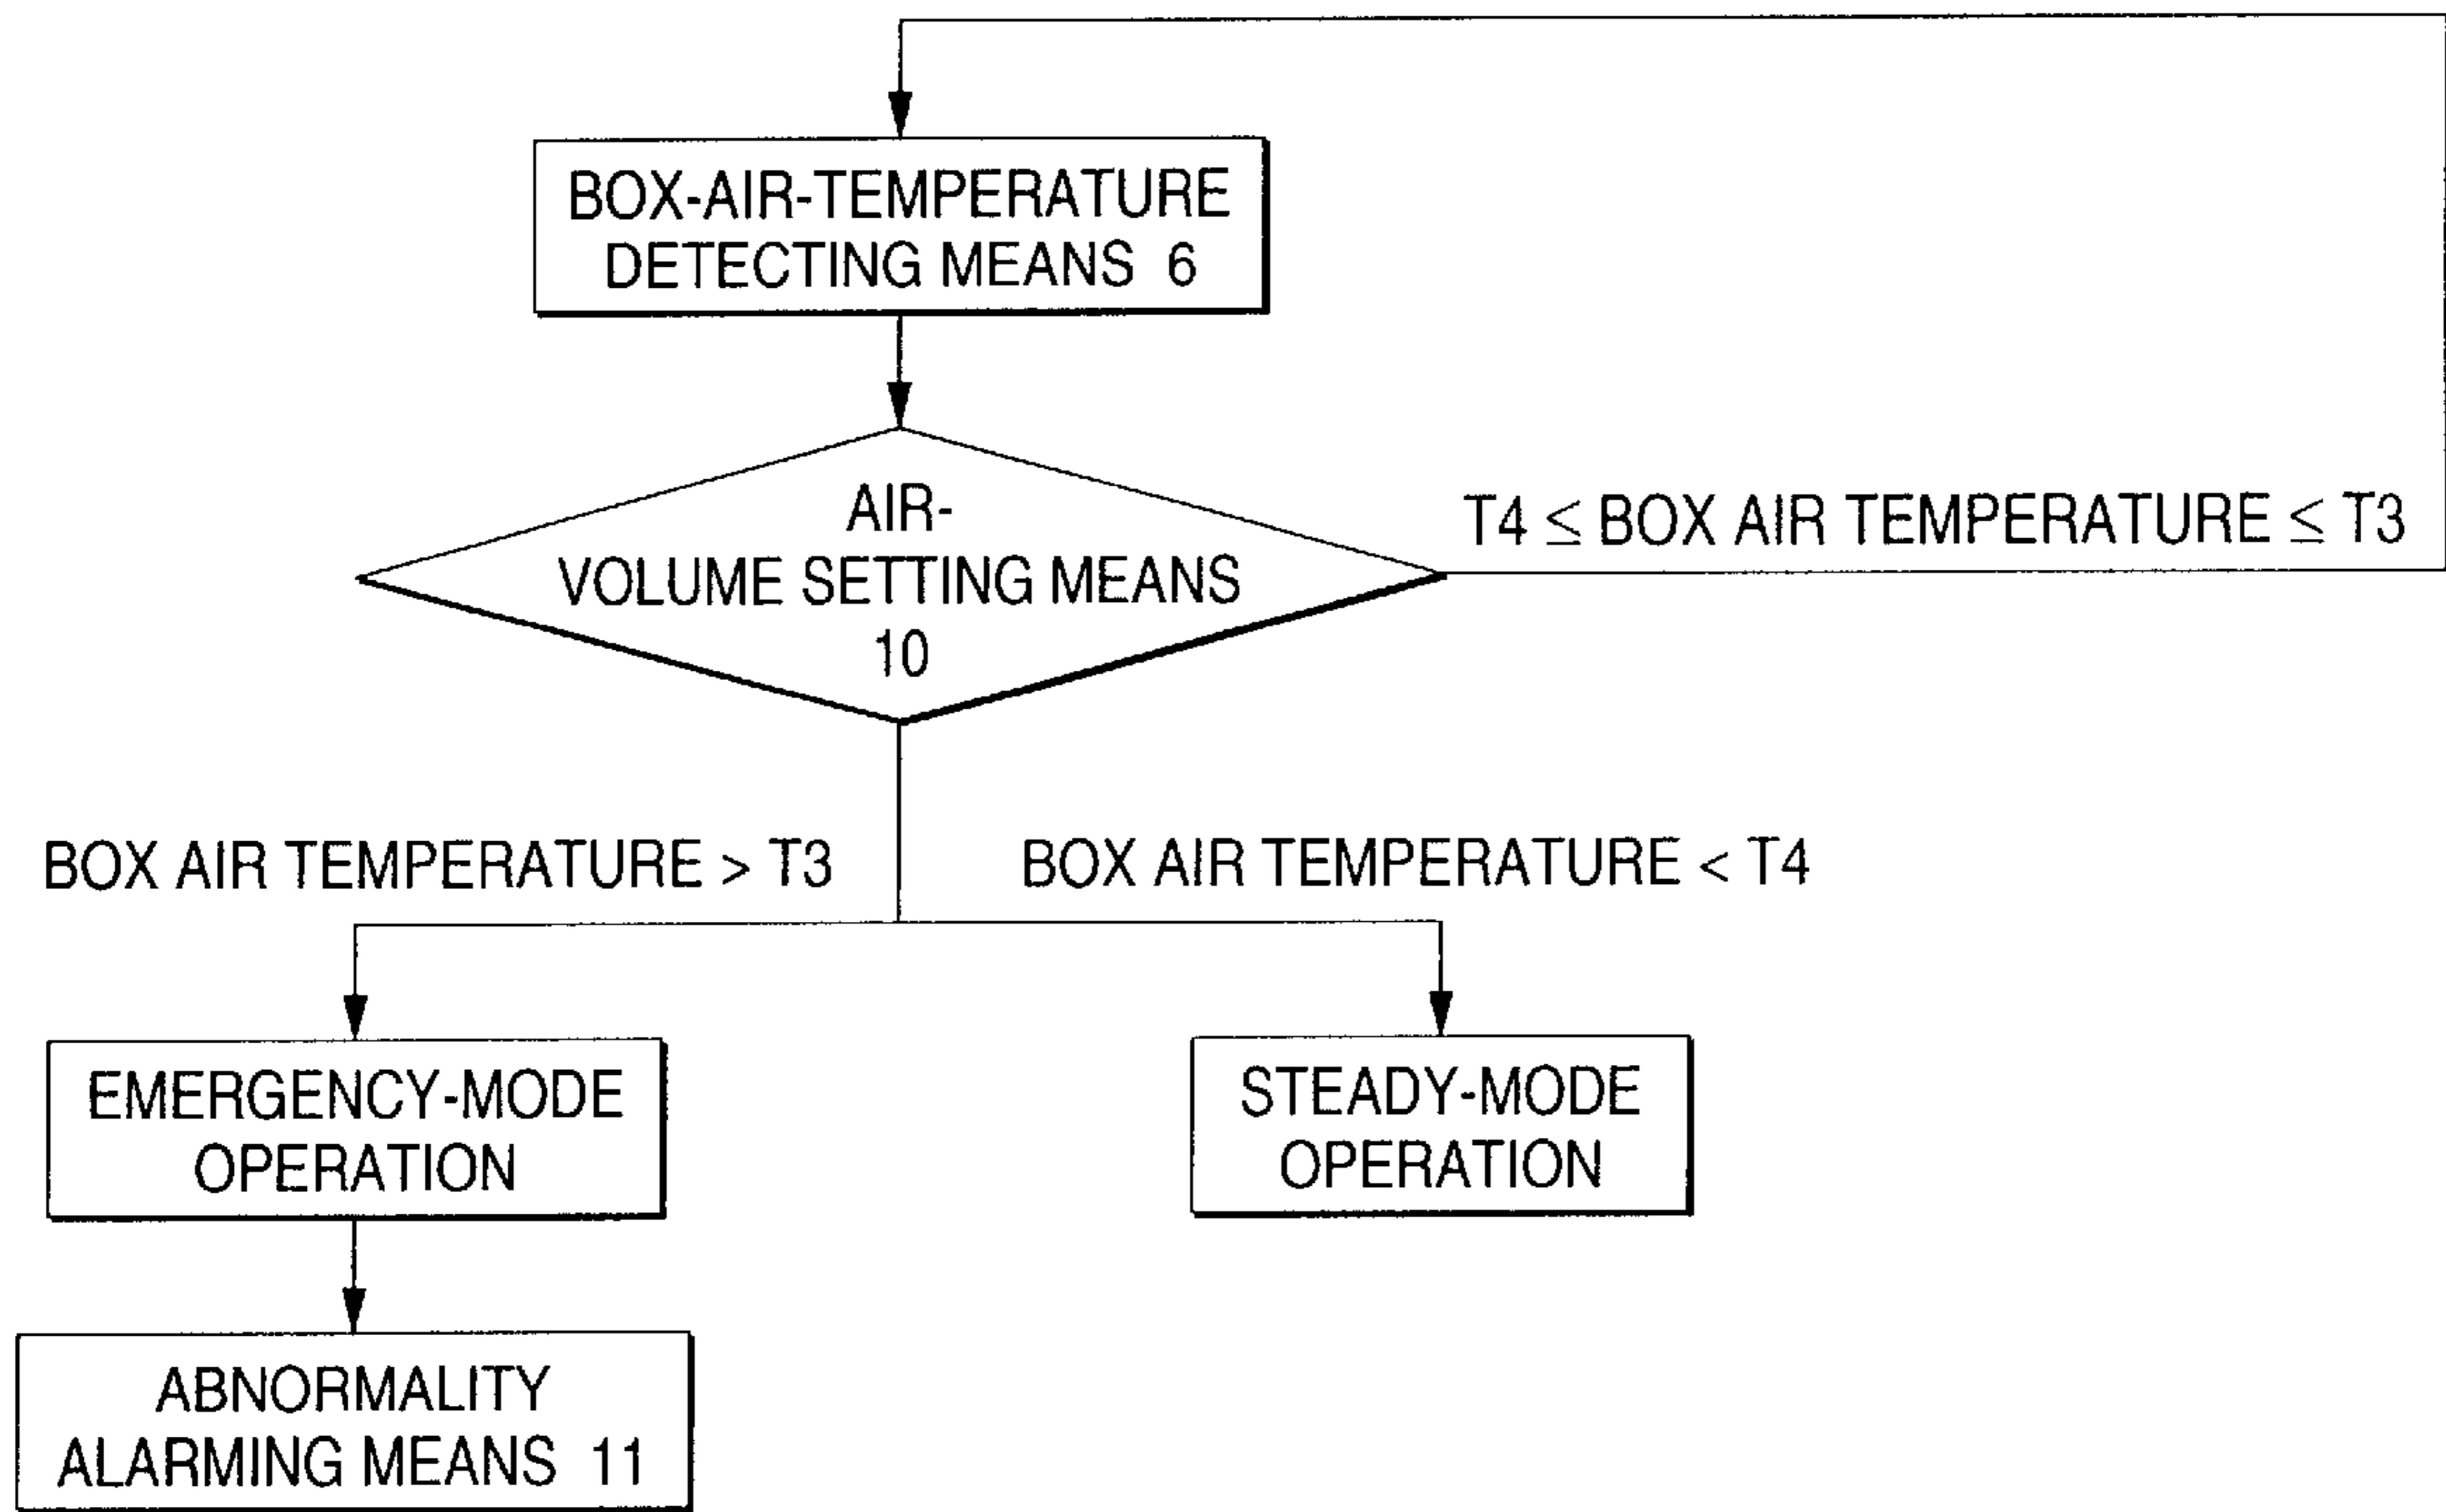 BOX-AIR-TEMPERATURE
DETECTING MEANS 6
AIR-
VOLUME SETTING MEANS
10
T4 ≤ BOX AIR TEMPERATURE ≤ T3
BOX AIR TEMPERATURE > T3
BOX AIR TEMPERATURE < T4
EMERGENCY-MODE
OPERATION
STEADY-MODE
OPERATION
ABNORMALITY
ALARMING MEANS 11